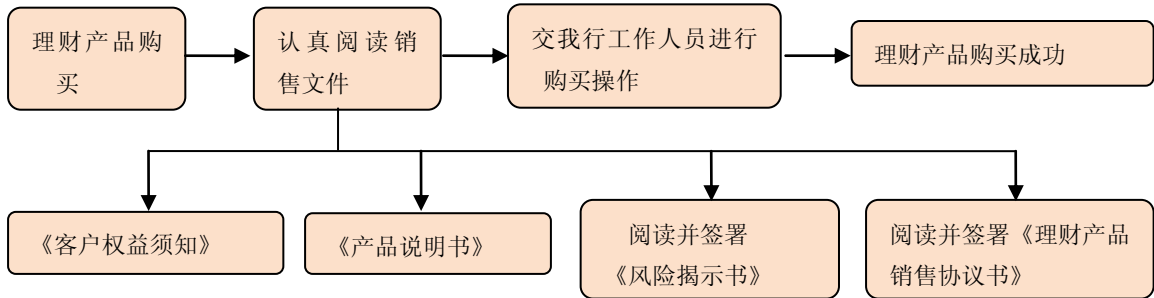 理财产品购
买
认真阅读销
售文件
交我行工作人员进行
购买操作
理财产品购买成功
《客户权益须知》
《产品说明书》
阅读并签署
《风险揭示书》
阅读并签署《理财产品
销售协议书》